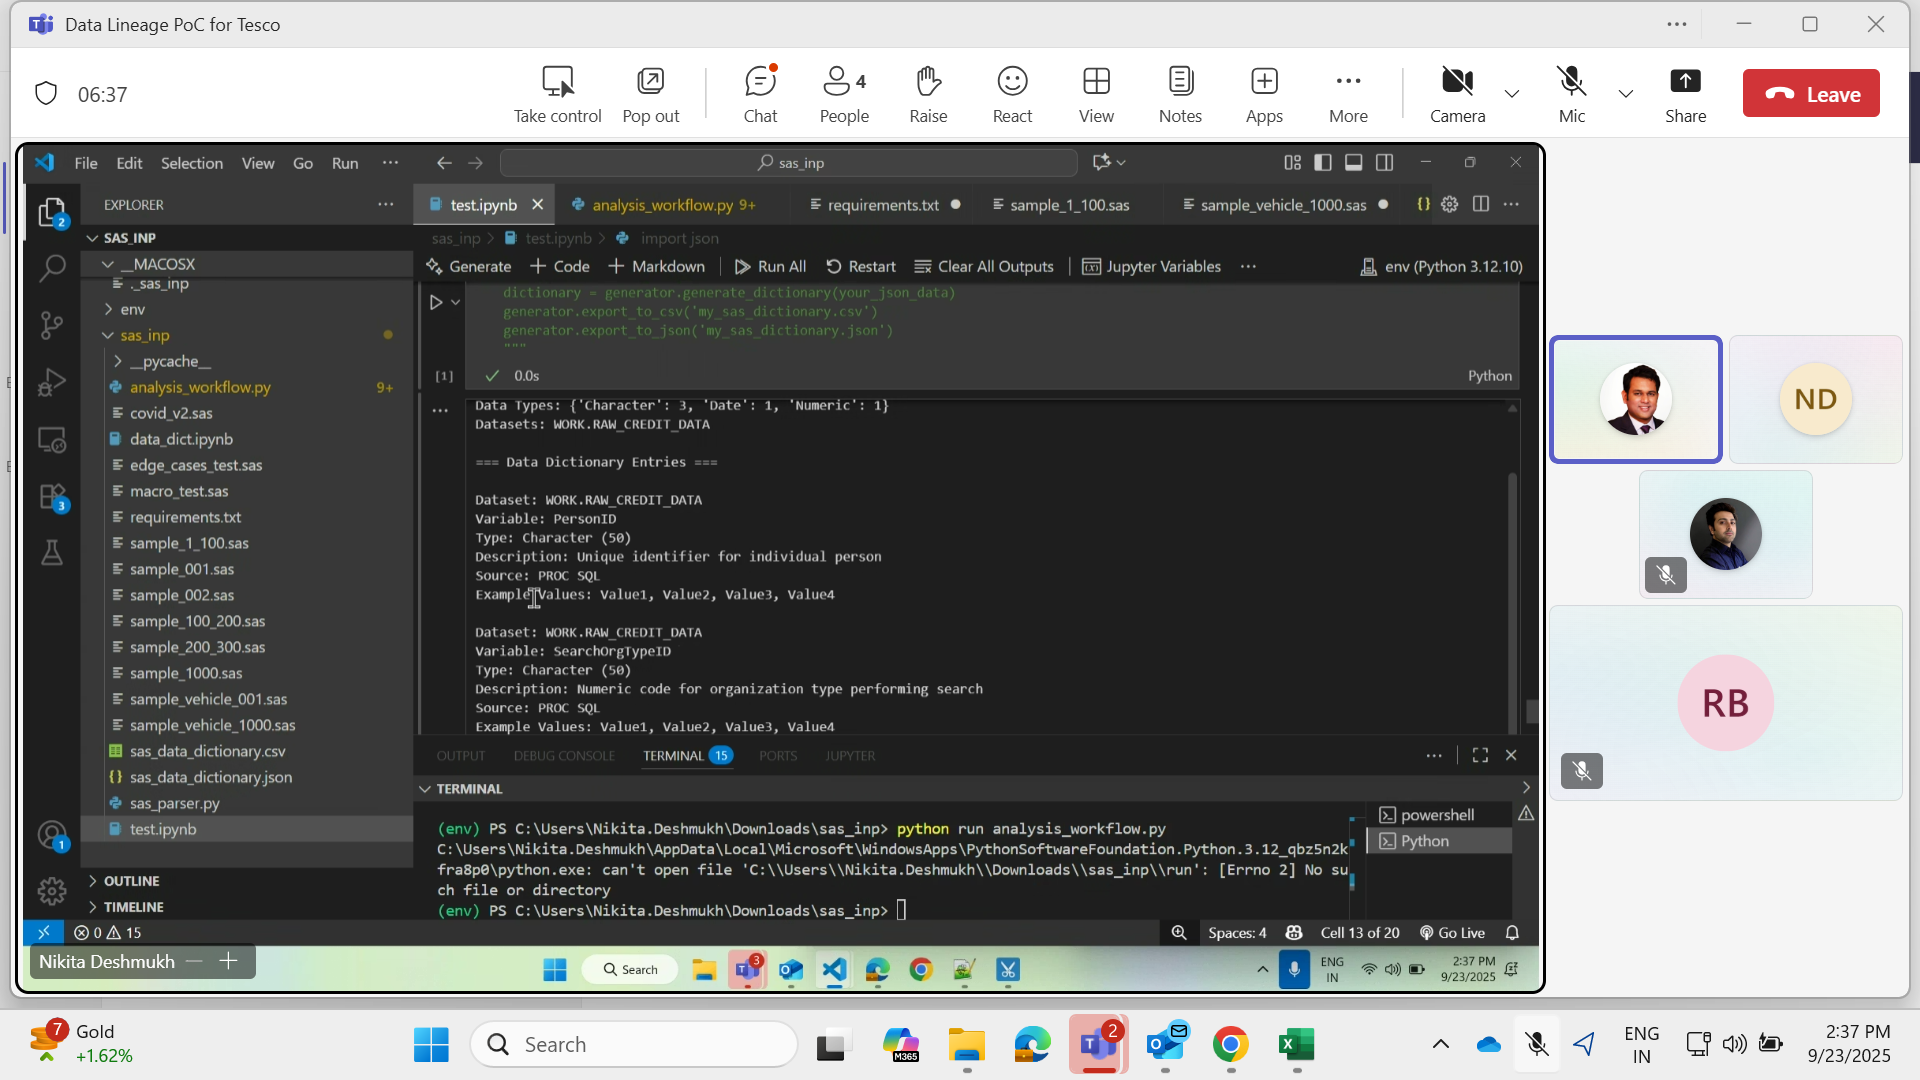 Data Lineage PoC for Tesco
06:37
Take control
Pop out
Chat
4
People
Raise
React
View
Notes
Apps
More
Camera
Mic
Share
Leave
File Edit Selection View Go Run
sas_inp
2
EXPLORER
test.ipynb
analysis_workflow.py 9+
requirements.txt
sample_1_100.sas
sample_vehicle_1000.sas
SAS_INP
sas_inp > test.ipynb > import json
__MACOSX
Generate + Code + Markdown Run All Restart Clear All Outputs Jupyter Variables
env (Python 3.12.10)
._sas_inp
env
sas_inp
__pycache__
analysis_workflow.py 9+
covid_v2.sas
data_dict.ipynb
edge_cases_test.sas
macro_test.sas
requirements.txt
sample_1_100.sas
sample_001.sas
sample_002.sas
sample_100_200.sas
sample_200_300.sas
sample_1000.sas
sample_vehicle_001.sas
sample_vehicle_1000.sas
sas_data_dictionary.csv
sas_data_dictionary.json
sas_parser.py
test.ipynb
3
1
OUTLINE
TIMELINE
dictionary = generator.generate_dictionary(your_json_data)
generator.export_to_csv('my_sas_dictionary.csv')
generator.export_to_json('my_sas_dictionary.json')
"""
[1]
0.0s
Python
Data Types: {'Character': 3, 'Date': 1, 'Numeric': 1}
Datasets: WORK.RAW_CREDIT_DATA
=== Data Dictionary Entries ===
Dataset: WORK.RAW_CREDIT_DATA
Variable: PersonID
Type: Character (50)
Description: Unique identifier for individual person
Source: PROC SQL
Example Values: Value1, Value2, Value3, Value4
Dataset: WORK.RAW_CREDIT_DATA
Variable: SearchOrgTypeID
Type: Character (50)
Description: Numeric code for organization type performing search
Source: PROC SQL
Example Values: Value1, Value2, Value3, Value4
OUTPUT DEBUG CONSOLE TERMINAL 15 PORTS JUPYTER
TERMINAL
(env) PS C:\Users\Nikita.Deshmukh\Downloads\sas_inp> python run analysis_workflow.py
C:\Users\Nikita.Deshmukh\AppData\Local\Microsoft\WindowsApps\PythonSoftwareFoundation.Python.3.12_qbz5n2k
fra8p0\python.exe: can't open file 'C:\\Users\\Nikita.Deshmukh\\Downloads\\sas_inp\\run': [Errno 2] No su
ch file or directory
(env) PS C:\Users\Nikita.Deshmukh\Downloads\sas_inp>
powershell
Python
0 15
Spaces: 4 Cell 13 of 20 Go Live
Nikita Deshmukh
Search
3
ENG
IN
2:37 PM
9/23/2025
ND
RB
7
Gold
+1.62%
Search
M365
2
ENG
IN
2:37 PM
9/23/2025